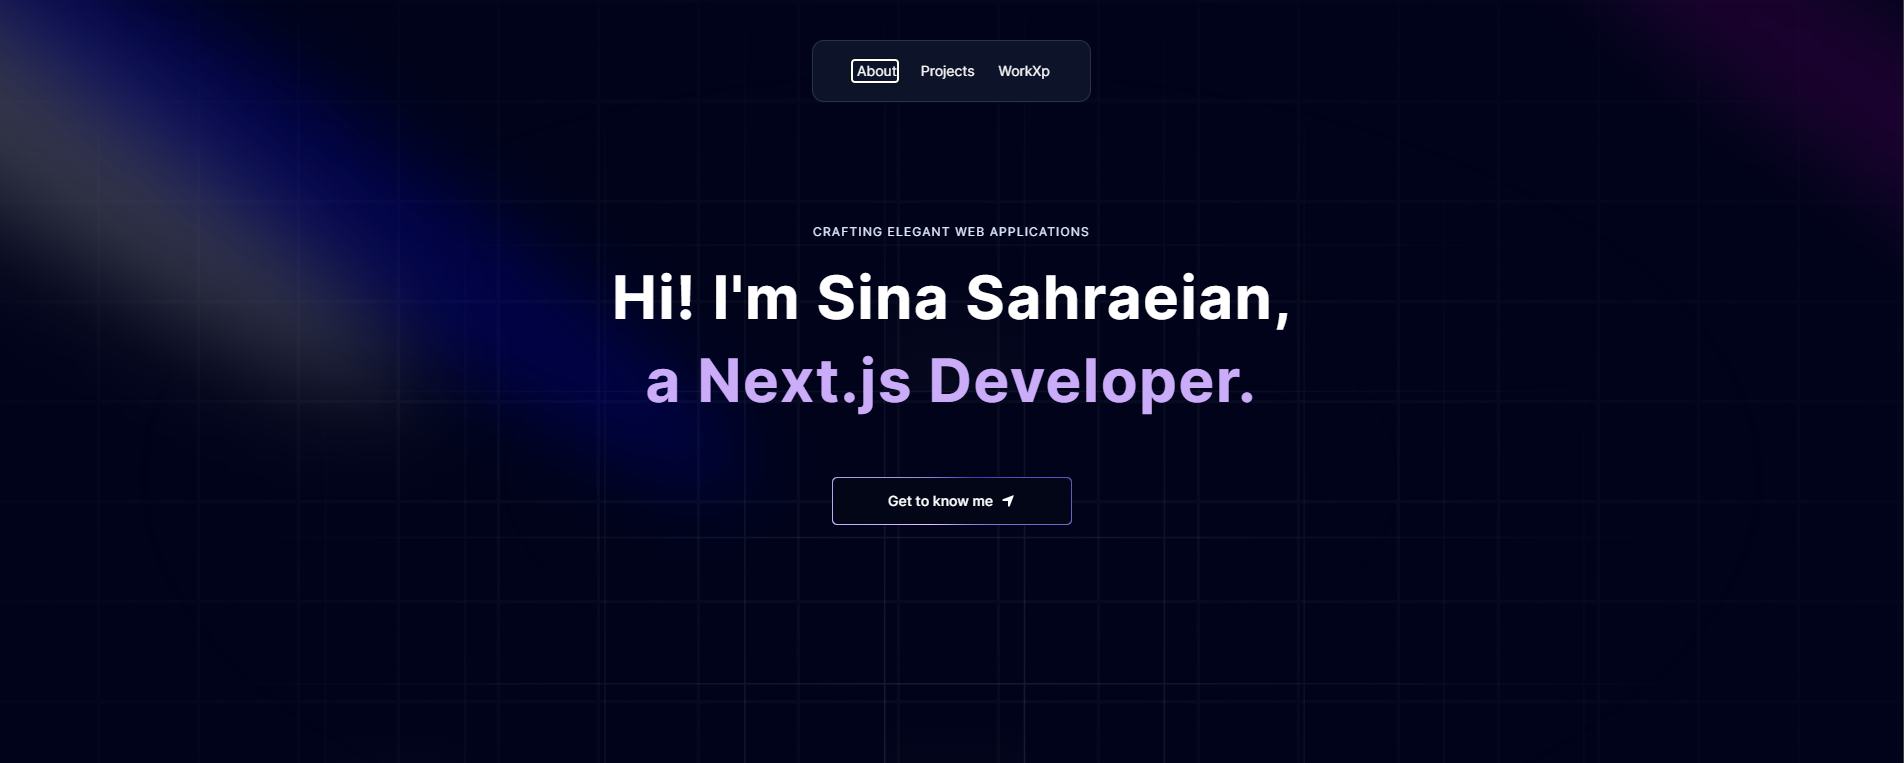 About Projects WorkXp
CRAFTING ELEGANT WEB APPLICATIONS
Hi! I'm Sina Sahraeian,
a Next.js Developer.
Get to know me